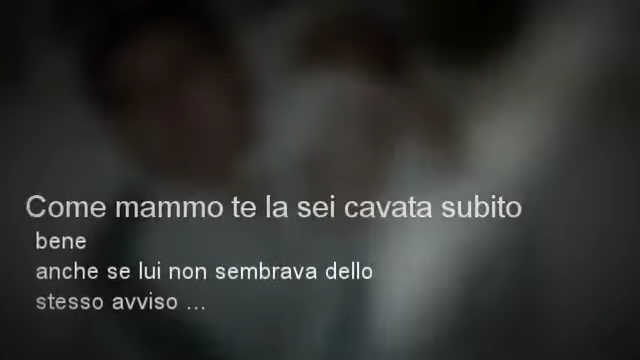 Come mammo te la sei cavata subito
bene
anche se lui non sembrava dello
stesso avviso ...